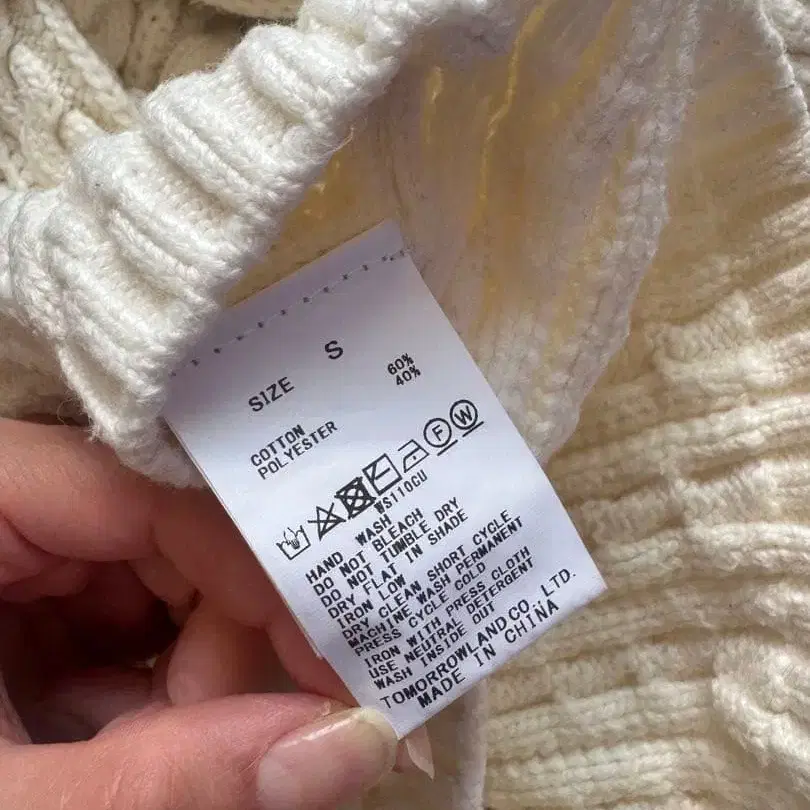 SIZE S
COTTON 60%
POLYESTER 40%
F W
WS110GU
HAND WASH
DO NOT BLEACH
DO NOT TUMBLE DRY
DRY FLAT IN SHADE
IRON LOW
DRY CLEAN SHORT CYCLE
MACHINE WASH PERMANENT
PRESS CYCLE COLD
IRON WITH PRESS CLOTH
USE NEUTRAL DETERGENT
WASH INSIDE OUT
TOMORROWLAND CO., LTD.
MADE IN CHINA